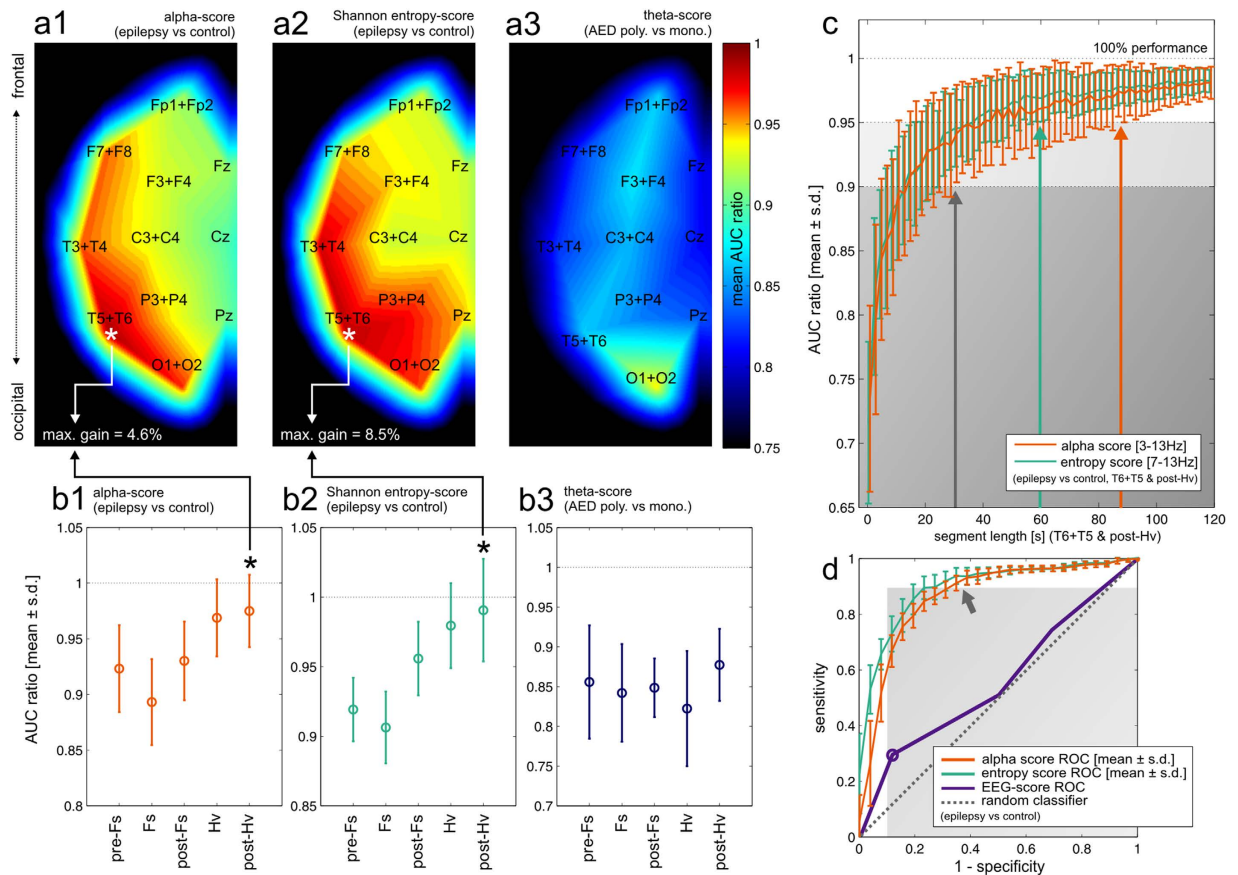 a1
alpha-score
(epilepsy vs control)
frontal
occipital
Fp1+Fp2
F7+F8
Fz
F3+F4
T3+T4
C3+C4
Cz
P3+P4
T5+T6
Pz
*
O1+O2
max. gain = 4.6%
a2
Shannon entropy-score
(epilepsy vs control)
Fp1+Fp2
F7+F8
Fz
F3+F4
T3+T4
C3+C4
Cz
P3+P4
T5+T6
Pz
*
O1+O2
max. gain = 8.5%
a3
theta-score
(AED poly. vs mono.)
Fp1+Fp2
F7+F8
Fz
F3+F4
T3+T4
C3+C4
Cz
P3+P4
Pz
T5+T6
O1+O2
1
0.95
0.9
0.85
0.8
0.75
mean AUC ratio
b1
alpha-score
(epilepsy vs control)
AUC ratio [mean ± s.d.]
1.05
1
0.95
0.9
0.85
0.8
*
pre-Fs
Fs
post-Fs
Hv
post-Hv
b2
Shannon entropy-score
(epilepsy vs control)
1.05
1
0.95
0.9
0.85
*
pre-Fs
Fs
post-Fs
Hv
post-Hv
b3
theta-score
(AED poly. vs mono.)
1.05
1
0.95
0.9
0.85
0.8
0.75
0.7
pre-Fs
Fs
post-Fs
Hv
post-Hv
c
100% performance
AUC ratio [mean ± s.d.]
1
0.95
0.9
0.85
0.8
0.75
0.7
0.65
alpha score [3-13Hz]
entropy score [7-13Hz]
(epilepsy vs control, T6+T5 & post-Hv)
0
20
40
60
80
100
120
segment length [s] (T6+T5 & post-Hv)
d
sensitivity
1
0.8
0.6
0.4
0.2
0
alpha score ROC [mean ± s.d.]
entropy score ROC [mean ± s.d.]
EEG-score ROC
random classifier
(epilepsy vs control)
0
0.2
0.4
0.6
0.8
1
1 - specificity